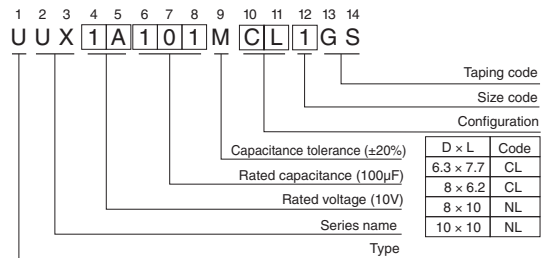 1 2 3 4 5 6 7 8 9 10 11 12 13 14
U U X 1 A 1 0 1 M C L 1 G S
Taping code
Size code
Configuration
Capacitance tolerance (±20%)
Rated capacitance (100µF)
Rated voltage (10V)
Series name
Type
D × L Code
6.3 × 7.7 CL
8 × 6.2 CL
8 × 10 NL
10 × 10 NL